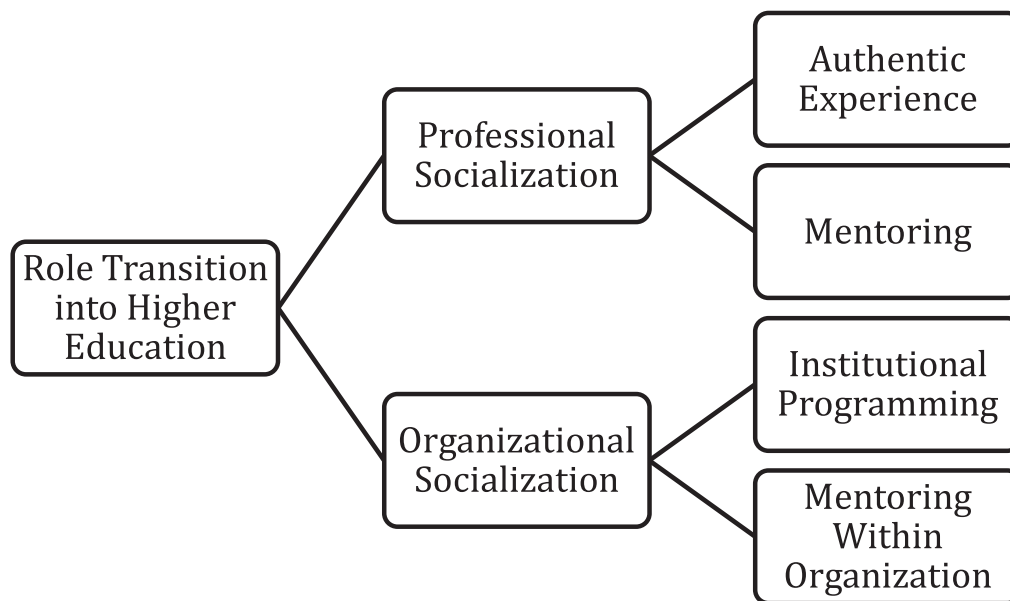 Role Transition
into Higher
Education
Professional
Socialization
Organizational
Socialization
Authentic
Experience
Mentoring
Institutional
Programming
Mentoring
Within
Organization